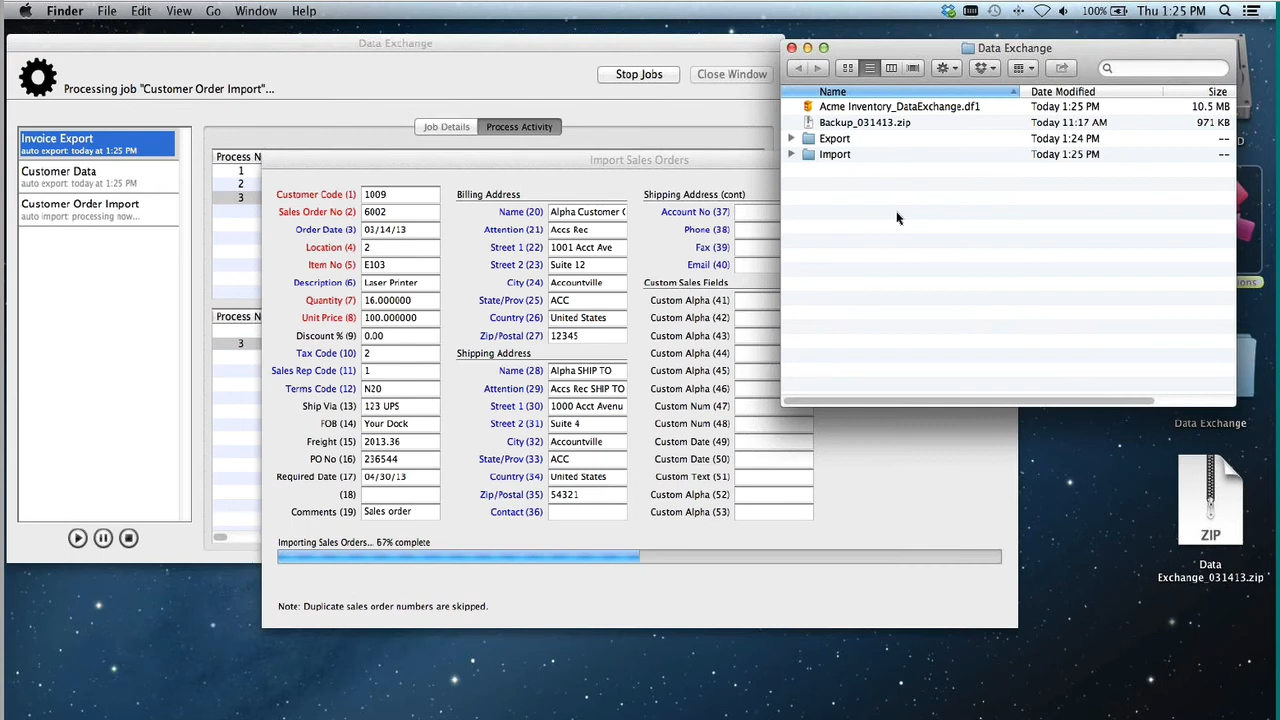 Finder File Edit View Go Window Help 100% Thu 1:25 PM
Data Exchange
Processing job "Customer Order Import"...
Stop Jobs Close Window
Invoice Export
auto export: today at 1:25 PM
Customer Data
auto export: today at 1:25 PM
Customer Order Import
auto import: processing now...
Job Details Process Activity
Process N
1
2
3
Process N
3
Import Sales Orders
Customer Code (1) 1009
Sales Order No (2) 6002
Order Date (3) 03/14/13
Location (4) 2
Item No (5) E103
Description (6) Laser Printer
Quantity (7) 16.000000
Unit Price (8) 100.000000
Discount % (9) 0.00
Tax Code (10) 2
Sales Rep Code (11) 1
Terms Code (12) N20
Ship Via (13) 123 UPS
FOB (14) Your Dock
Freight (15) 2013.36
PO No (16) 236544
Required Date (17) 04/30/13
(18)
Comments (19) Sales order
Billing Address
Name (20) Alpha Customer
Attention (21) Accs Rec
Street 1 (22) 1001 Acct Ave
Street 2 (23) Suite 12
City (24) Accountville
State/Prov (25) ACC
Country (26) United States
Zip/Postal (27) 12345
Shipping Address
Name (28) Alpha SHIP TO
Attention (29) Accs Rec SHIP TO
Street 1 (30) 1000 Acct Avenu
Street 2 (31) Suite 4
City (32) Accountville
State/Prov (33) ACC
Country (34) United States
Zip/Postal (35) 54321
Contact (36)
Shipping Address (cont)
Account No (37)
Phone (38)
Fax (39)
Email (40)
Custom Sales Fields
Custom Alpha (41)
Custom Alpha (42)
Custom Alpha (43)
Custom Alpha (44)
Custom Alpha (45)
Custom Alpha (46)
Custom Num (47)
Custom Num (48)
Custom Date (49)
Custom Date (50)
Custom Text (51)
Custom Alpha (52)
Custom Alpha (53)
Importing Sales Orders... 67% complete
Note: Duplicate sales order numbers are skipped.
Data Exchange
Name Date Modified Size
Acme Inventory_DataExchange.df1 Today 1:25 PM 10.5 MB
Backup_031413.zip Today 11:17 AM 971 KB
Export Today 1:24 PM --
Import Today 1:25 PM --
Data Exchange
ZIP
Data
Exchange_031413.zip